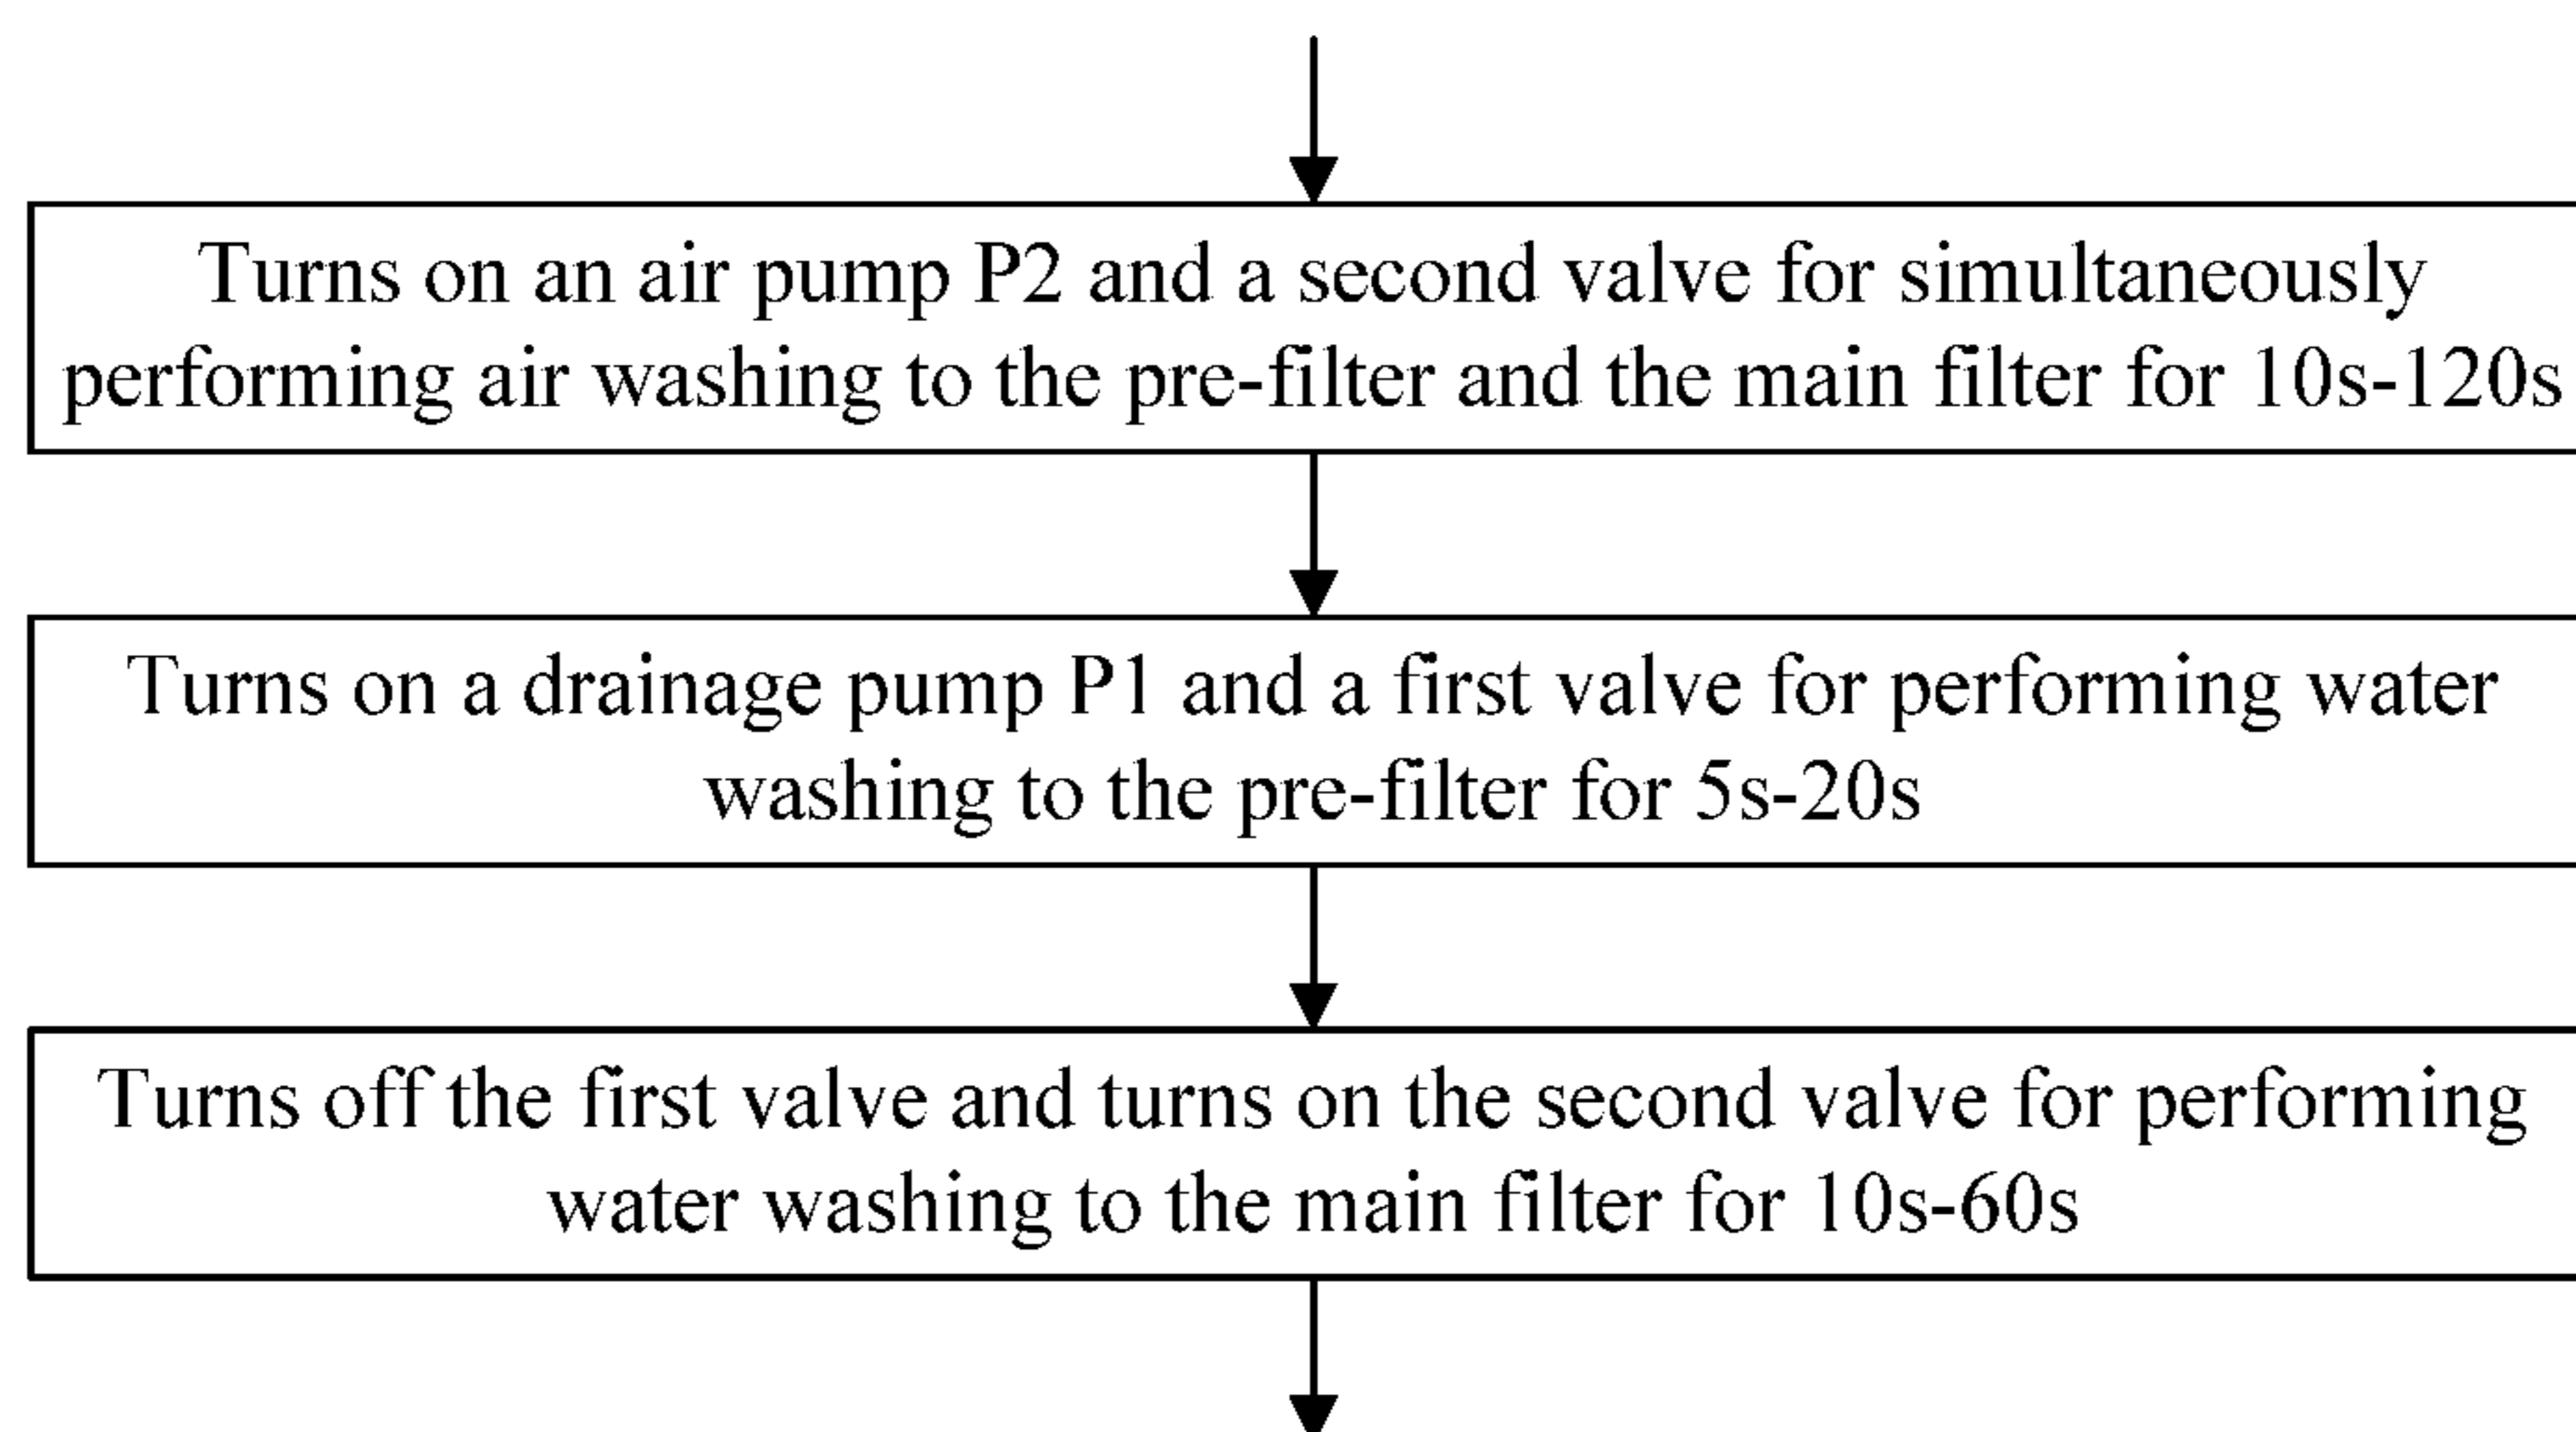 Turns on an air pump P2 and a second valve for simultaneously
performing air washing to the pre-filter and the main filter for 10s-120s
Turns on a drainage pump P1 and a first valve for performing water
washing to the pre-filter for 5s-20s
Turns off the first valve and turns on the second valve for performing
water washing to the main filter for 10s-60s